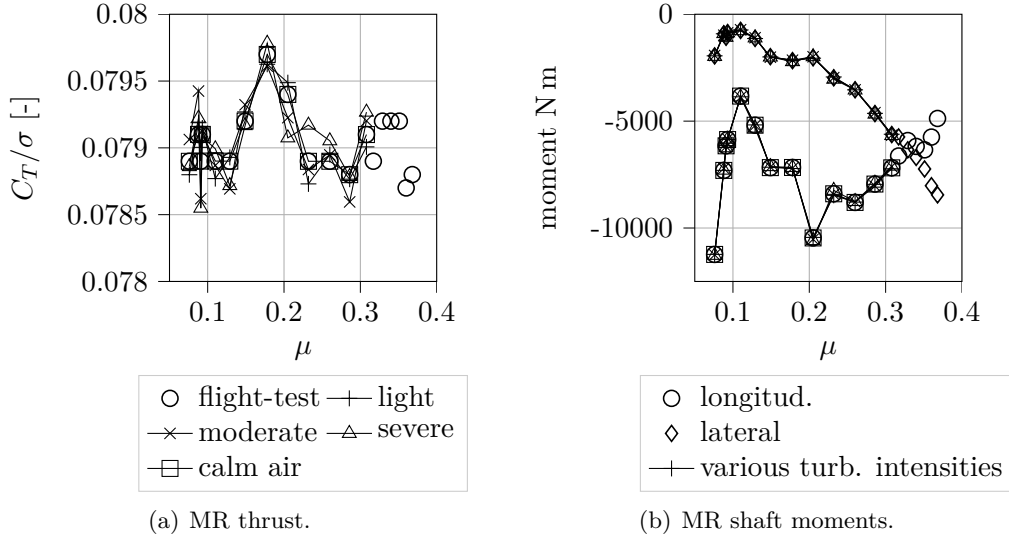 0.08
0.0795
0.079
0.0785
0.078
C_T/σ [-]
0.1 0.2 0.3 0.4
μ
flight-test light
moderate severe
calm air
(a) MR thrust.
0
-5000
-10000
moment N m
0.1 0.2 0.3 0.4
μ
longitud.
lateral
various turb. intensities
(b) MR shaft moments.